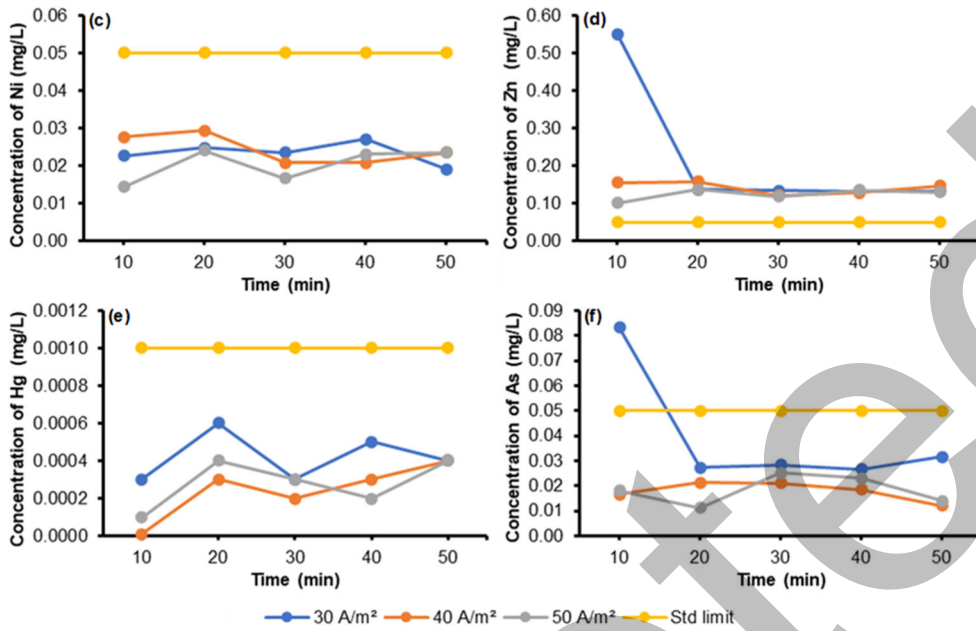 (c)
Concentration of Ni (mg/L)
0.06
0.05
0.04
0.03
0.02
0.01
0.00
10 20 30 40 50
Time (min)
(d)
Concentration of Zn (mg/L)
0.60
0.50
0.40
0.30
0.20
0.10
0.00
10 20 30 40 50
Time (min)
(e)
Concentration of Hg (mg/L)
0.0012
0.0010
0.0008
0.0006
0.0004
0.0002
0.0000
10 20 30 40 50
Time (min)
(f)
Concentration of As (mg/L)
0.09
0.08
0.07
0.06
0.05
0.04
0.03
0.02
0.01
0.00
10 20 30 40 50
Time (min)
30 A/m² 40 A/m² 50 A/m² Std limit